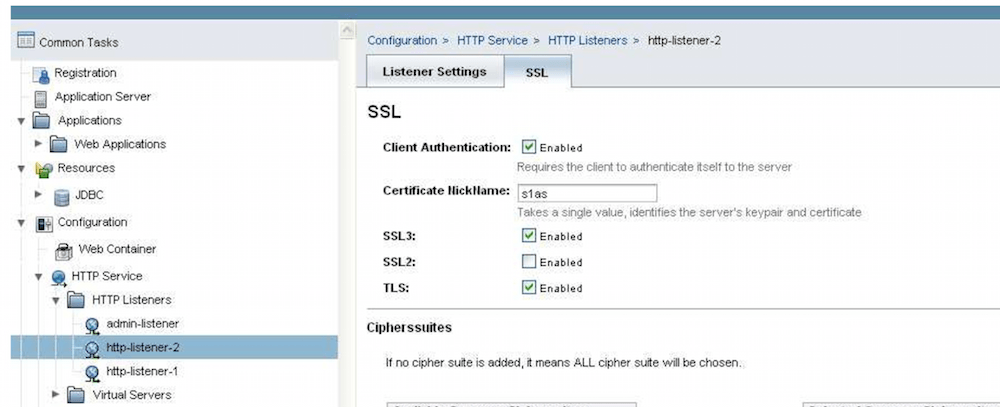 Common Tasks
Registration
Application Server
Applications
Web Applications
Resources
JDBC
Configuration
Web Container
HTTP Service
HTTP Listeners
admin-listener
http-listener-2
http-listener-1
Virtual Servers
Configuration > HTTP Service > HTTP Listeners > http-listener-2
Listener Settings SSL
SSL
Client Authentication: Enabled
Requires the client to authenticate itself to the server
Certificate NickName: s1as
Takes a single value, identifies the server's keypair and certificate
SSL3: Enabled
SSL2: Enabled
TLS: Enabled
Ciphersuites
If no cipher suite is added, it means ALL cipher suite will be chosen.